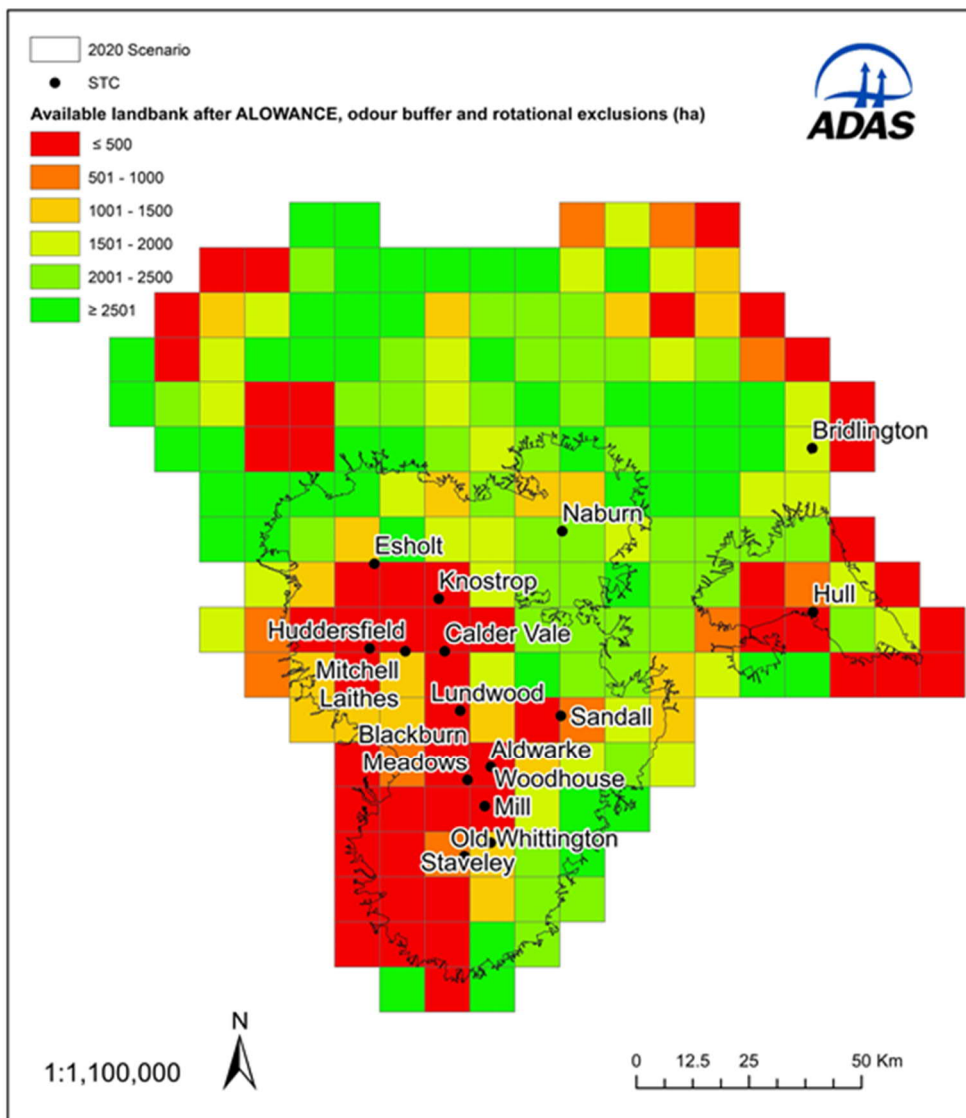 2020 Scenario
STC
Available landbank after ALOWANCE, odour buffer and rotational exclusions (ha)
≤ 500
501 - 1000
1001 - 1500
1501 - 2000
2001 - 2500
≥ 2501
ADAS
Bridlington
Naburn
Esholt
Knostrop
Hull
Huddersfield
Calder Vale
Mitchell
Laithes
Lundwood
Sandall
Blackburn
Meadows
Aldwarke
Woodhouse
Mill
Old Whittington
Staveley
N
1:1,100,000
0 12.5 25 50 Km